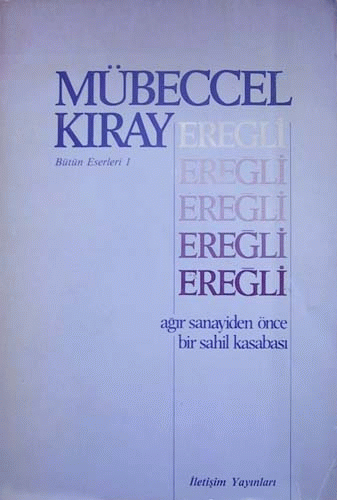 MÜBECCEL
KIRAY
Bütün Eserleri 1
EREĞLİ
EREĞLİ
EREĞLİ
EREĞLİ
EREĞLİ
ağır sanayiden önce
bir sahil kasabası
İletişim Yayınları